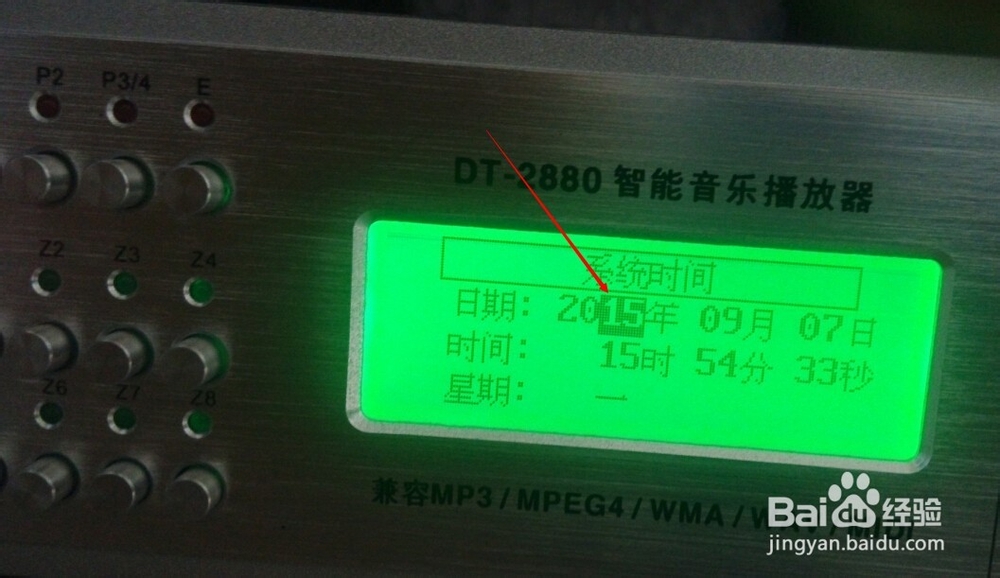 P2 P3/4 E
DT-2880 智能音乐播放器
Z2 Z3 Z4
系统时间
日期: 2015年 09月 07日
时间: 15时 54分 33秒
星期: 一
Z6 Z7 Z8
兼容MP3/MPEG4/WMA/WAV/MIDI
Baidu 经验
jingyan.baidu.com